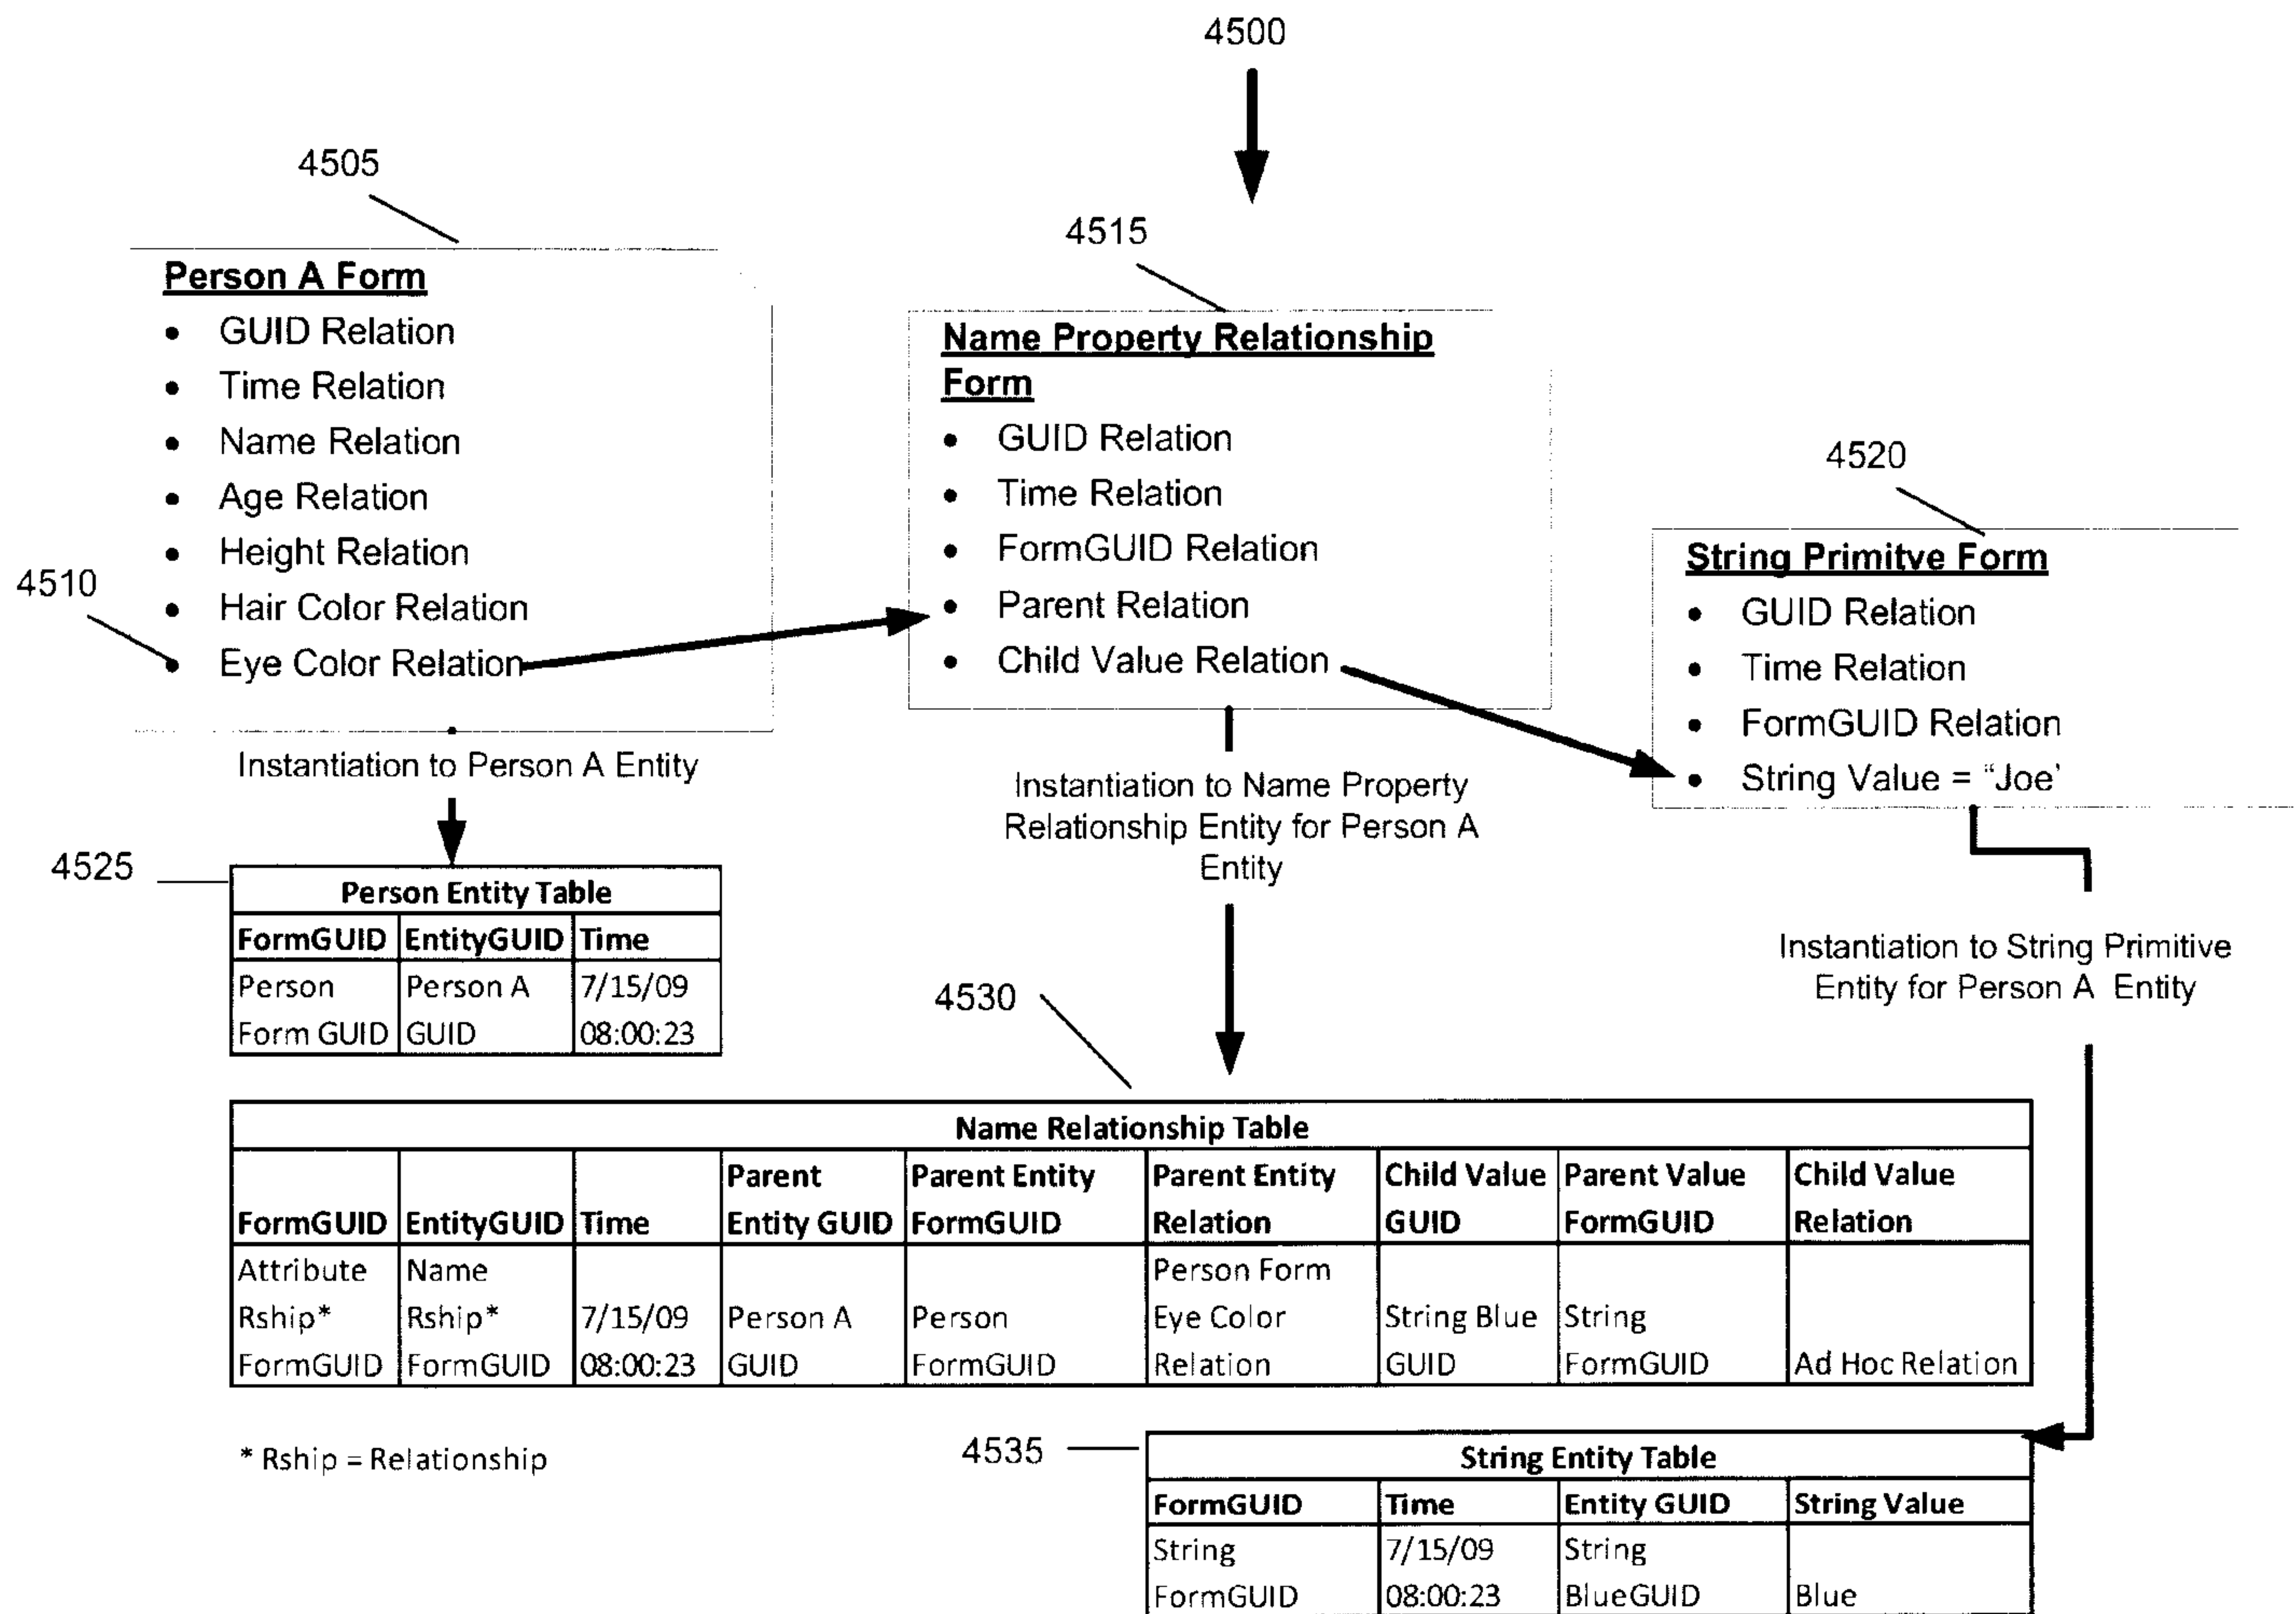 4500
4505
Person A Form
• GUID Relation
• Time Relation
• Name Relation
• Age Relation
• Height Relation
• Hair Color Relation
• Eye Color Relation
4510
Instantiation to Person A Entity
4515
Name Property Relationship
Form
• GUID Relation
• Time Relation
• FormGUID Relation
• Parent Relation
• Child Value Relation
Instantiation to Name Property
Relationship Entity for Person A
Entity
4520
String Primitve Form
• GUID Relation
• Time Relation
• FormGUID Relation
• String Value = “Joe’
Instantiation to String Primitive
Entity for Person A Entity
4525
Person Entity Table
FormGUID EntityGUID Time
Person Person A 7/15/09
Form GUID GUID 08:00:23
4530
Name Relationship Table
Parent Parent Entity Parent Entity Child Value Parent Value Child Value
FormGUID EntityGUID Time Entity GUID FormGUID Relation GUID FormGUID Relation
Attribute Name Person Form
Rship* Rship* 7/15/09 Person A Person Eye Color String Blue String
FormGUID FormGUID 08:00:23 GUID FormGUID Relation GUID FormGUID Ad Hoc Relation
* Rship = Relationship
4535
String Entity Table
FormGUID Time Entity GUID String Value
String 7/15/09 String
FormGUID 08:00:23 BlueGUID Blue